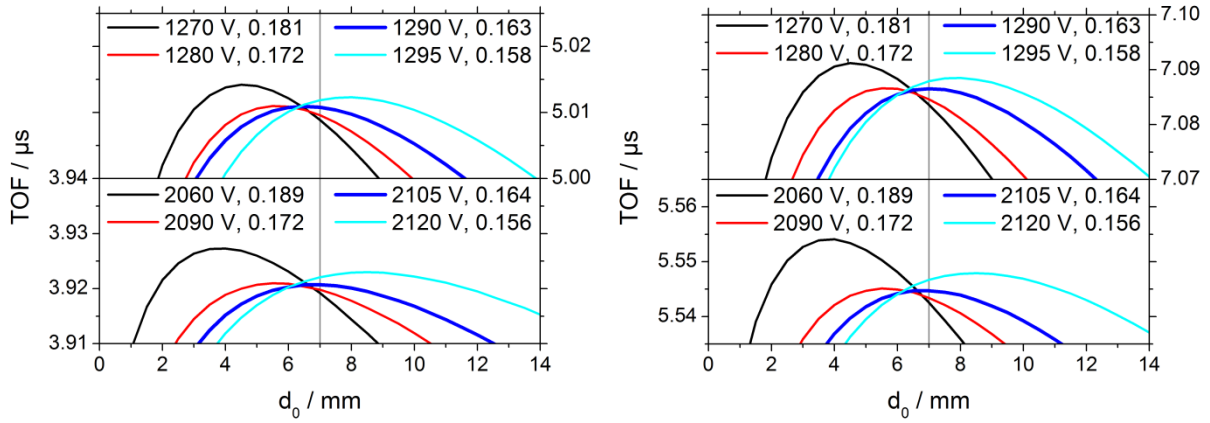 1270 V, 0.181 1290 V, 0.163
1280 V, 0.172 1295 V, 0.158
5.02
5.01
5.00
3.94
3.93
3.92
3.91
TOF / µs
2060 V, 0.189 2105 V, 0.164
2090 V, 0.172 2120 V, 0.156
0 2 4 6 8 10 12 14
d0 / mm
1270 V, 0.181 1290 V, 0.163
1280 V, 0.172 1295 V, 0.158
7.10
7.09
7.08
7.07
5.56
5.55
5.54
TOF / µs
2060 V, 0.189 2105 V, 0.164
2090 V, 0.172 2120 V, 0.156
0 2 4 6 8 10 12 14
d0 / mm